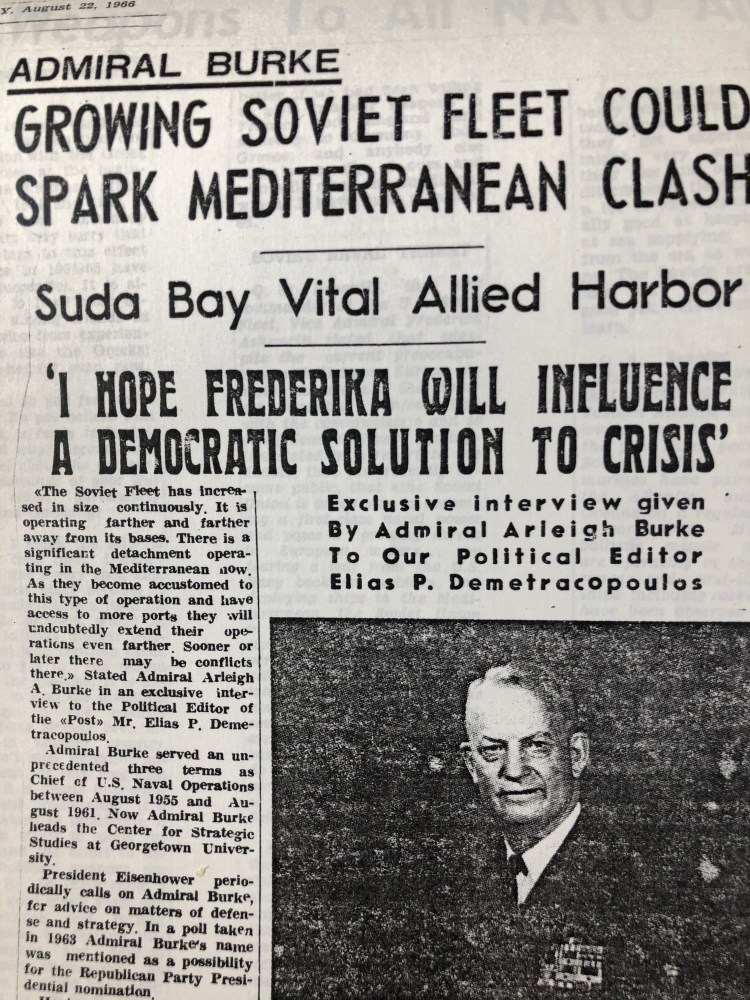 Y, August 22, 1966
ADMIRAL BURKE
GROWING SOVIET FLEET COULD
SPARK MEDITERRANEAN CLASH
Suda Bay Vital Allied Harbor
'I HOPE FREDERIKA WILL INFLUENCE
A DEMOCRATIC SOLUTION TO CRISIS'
«The Soviet Fleet has increa-
sed in size continuously. It is
operating farther and farther
away from its bases. There is a
significant detachment opera-
ting in the Mediterranean now.
As they become accustomed to
this type of operation and have
access to more ports they will
undoubtedly extend their ope-
rations even farther. Sooner or
later there may be conflicts
there.» Stated Admiral Arleigh
A. Burke in an exclusive inter-
view to the Political Editor of
the «Post» Mr. Elias P. Deme-
tracopoulos.
Admiral Burke served an un-
precedented three terms as
Chief of U.S. Naval Operations
between August 1955 and Au-
gust 1961. Now Admiral Burke
heads the Center for Strategic
Studies at Georgetown Univer-
sity.
President Eisenhower perio-
dically calls on Admiral Burke,
for advice on matters of defen-
se and strategy. In a poll taken
in 1963 Admiral Burke's name
was mentioned as a possibility
for the Republican Party Presi-
dential nomination.
Exclusive interview given
By Admiral Arleigh Burke
To Our Political Editor
Elias P. Demetracopoulos